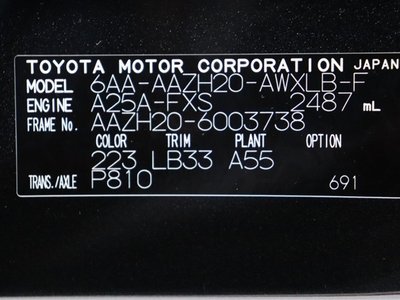 TOYOTA MOTOR CORPORATION JAPAN
MODEL 6AA-AAZH20-AWXLB-F
ENGINE A25A-FXS 2487 mL
FRAME No. AAZH20-6003738
COLOR TRIM PLANT OPTION
223 LB33 A55
TRANS./AXLE P810 691